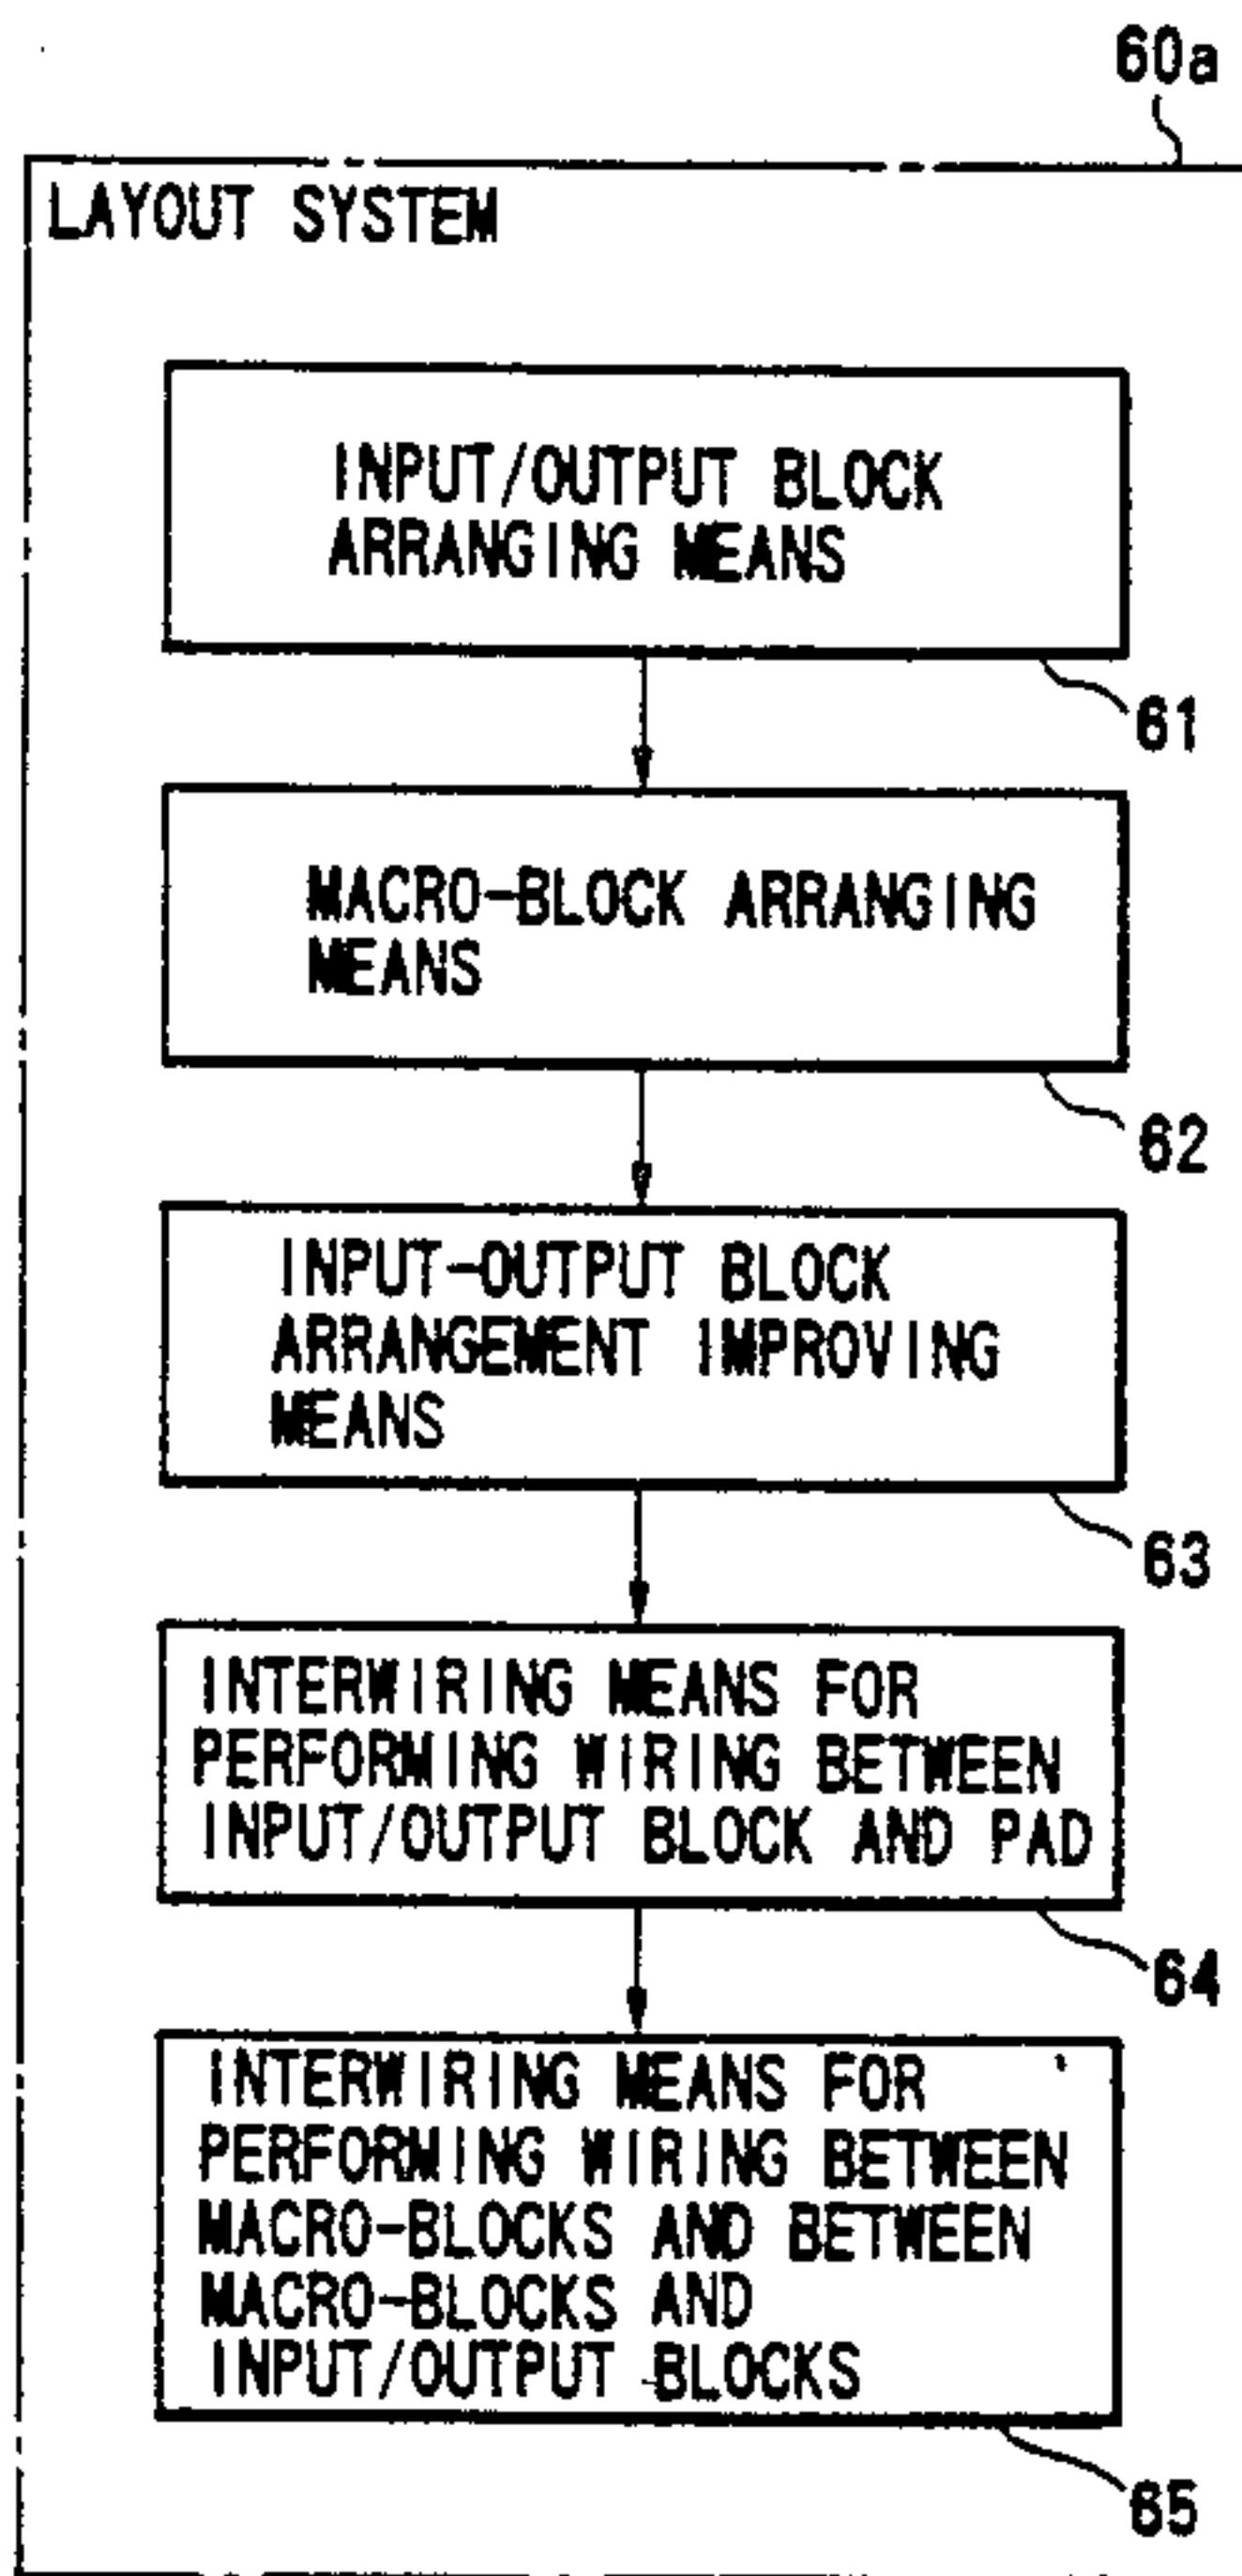 60a
LAYOUT SYSTEM
INPUT/OUTPUT BLOCK
ARRANGING MEANS
61
MACRO-BLOCK ARRANGING
MEANS
62
INPUT-OUTPUT BLOCK
ARRANGEMENT IMPROVING
MEANS
63
INTERWIRING MEANS FOR
PERFORMING WIRING BETWEEN
INPUT/OUTPUT BLOCK AND PAD
64
INTERWIRING MEANS FOR
PERFORMING WIRING BETWEEN
MACRO-BLOCKS AND BETWEEN
MACRO-BLOCKS AND
INPUT/OUTPUT BLOCKS
65